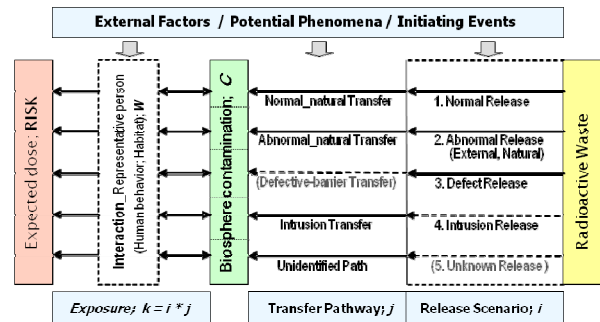 External Factors / Potential Phenomena / Initiating Events
Expected dose; RISK
Interaction_Representative person
(Human behavior; Habitat); W
Biosphere contamination; C
Normal_natural Transfer
Abnormal_natural Transfer
(Defective-barrier Transfer)
Intrusion Transfer
Unidentified Path
1. Normal Release
2. Abnormal Release
(External, Natural)
3. Defect Release
4. Intrusion Release
(5. Unknown Release)
Radioactive Waste
Exposure; k = i * j
Transfer Pathway; j
Release Scenario; i